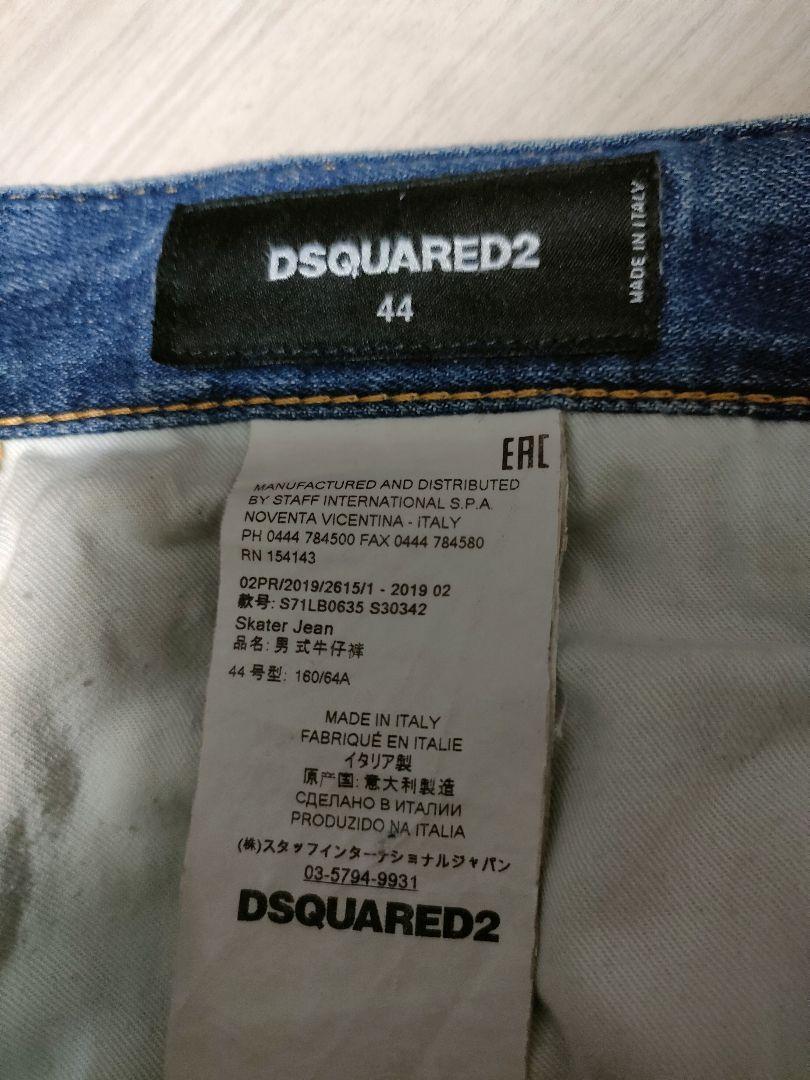 DSQUARED2
44
MADE IN ITALY
EAC
MANUFACTURED AND DISTRIBUTED
BY STAFF INTERNATIONAL S.P.A.
NOVENTA VICENTINA - ITALY
PH 0444 784500 FAX 0444 784580
RN 154143
02PR/2019/2615/1 - 2019 02
款号: S71LB0635 S30342
Skater Jean
品名: 男式牛仔裤
44 号型: 160/64A
MADE IN ITALY
FABRIQUÉ EN ITALIE
イタリア製
原产国: 意大利製造
СДЕЛАНО В ИТАЛИИ
PRODUZIDO NA ITALIA
(株)スタッフインターナショナルジャパン
03-5794-9931
DSQUARED2